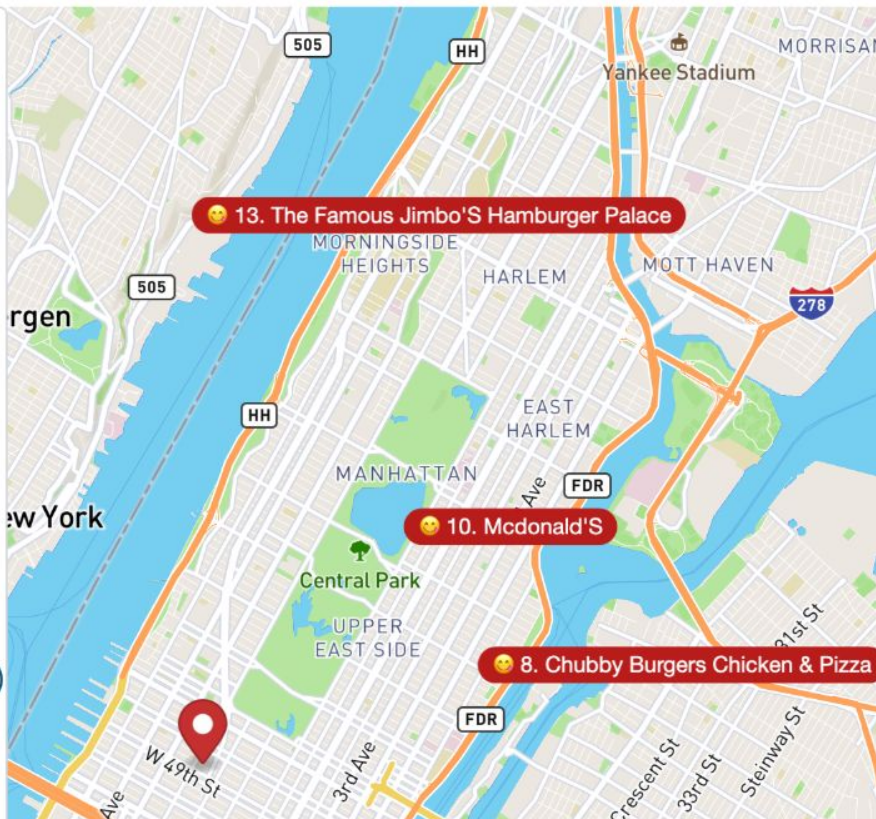 505
HH
Yankee Stadium
MORRISAN
😋 13. The Famous Jimbo'S Hamburger Palace
MORNINGSIDE
HEIGHTS
HARLEM
MOTT HAVEN
505
278
ergen
HH
EAST
HARLEM
MANHATTAN
FDR
Ave
ew York
😋 10. Mcdonald'S
Central Park
UPPER
EAST SIDE
31st St
😋 8. Chubby Burgers Chicken & Pizza
FDR
W 49th St
3rd Ave
Crescent St
33rd St
Steinway St
Ave